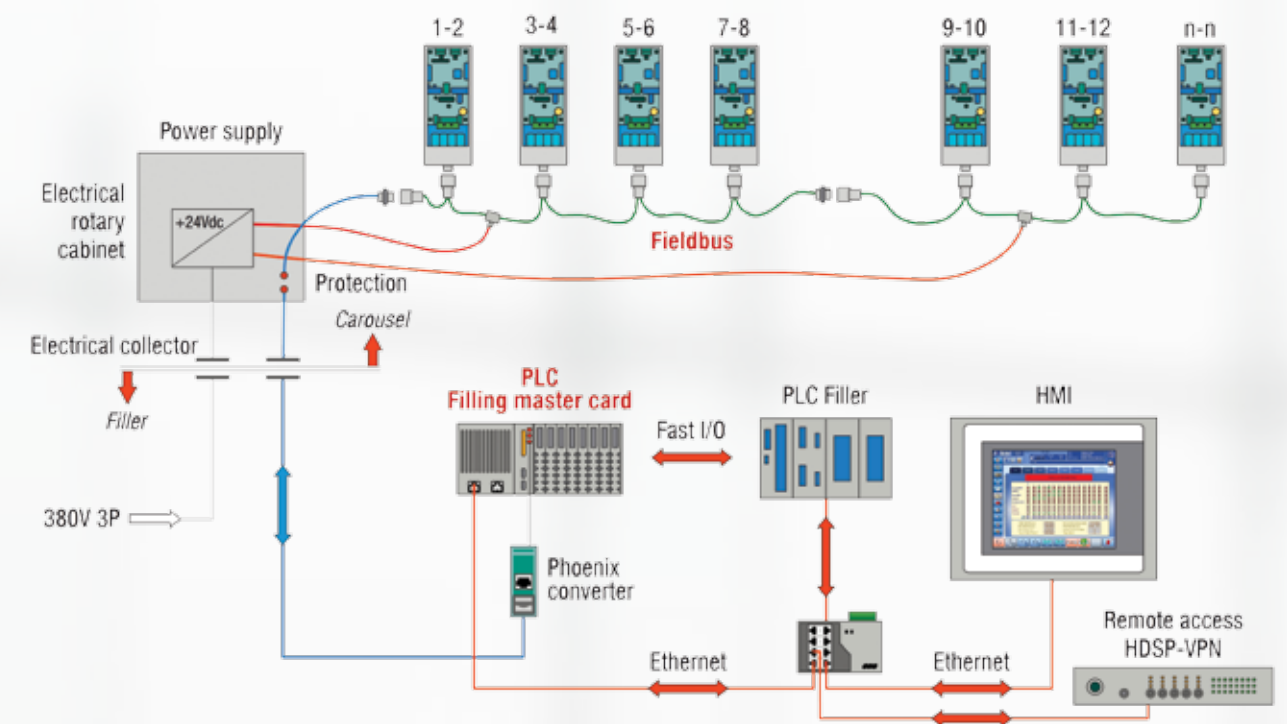 1-2
3-4
5-6
7-8
9-10
11-12
n-n
Power supply
Electrical
rotary
cabinet
+24Vdc
Fieldbus
Protection
Carousel
Electrical collector
Filler
380V 3P
PLC
Filling master card
Fast I/O
PLC Filler
HMI
Phoenix
converter
Ethernet
Ethernet
Remote access
HDSP-VPN